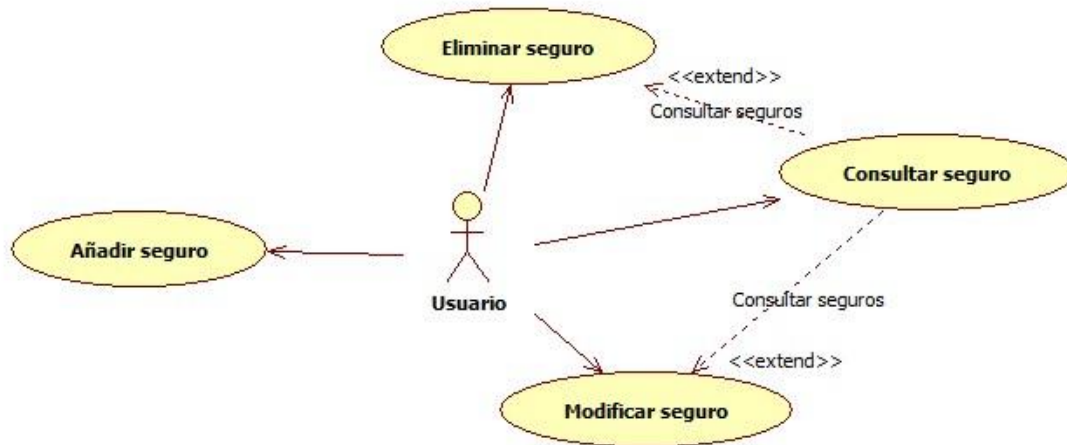 Eliminar seguro
<<extend>>
Consultar seguros
Consultar seguro
Añadir seguro
Usuario
Consultar seguros
<<extend>>
Modificar seguro